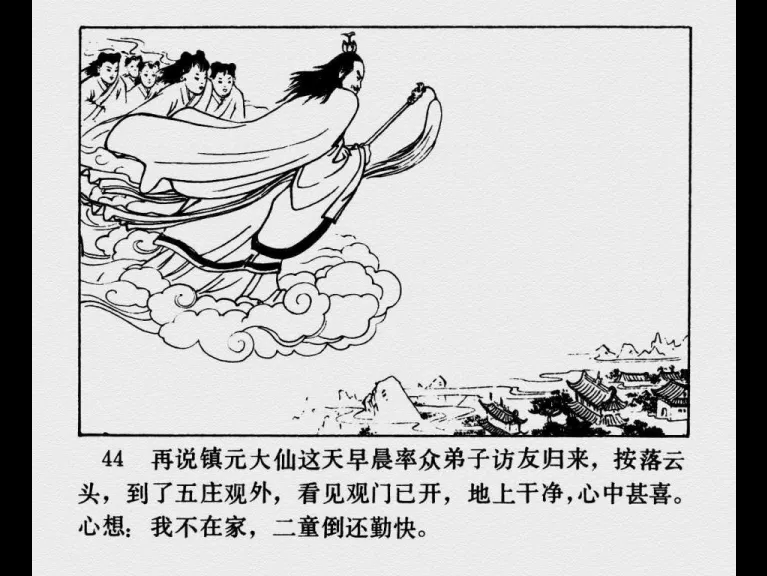 44 再说镇元大仙这天早晨率众弟子访友归来，按落云
头，到了五庄观外，看见观门已开，地上干净，心中甚喜。
心想：我不在家，二童倒还勤快。